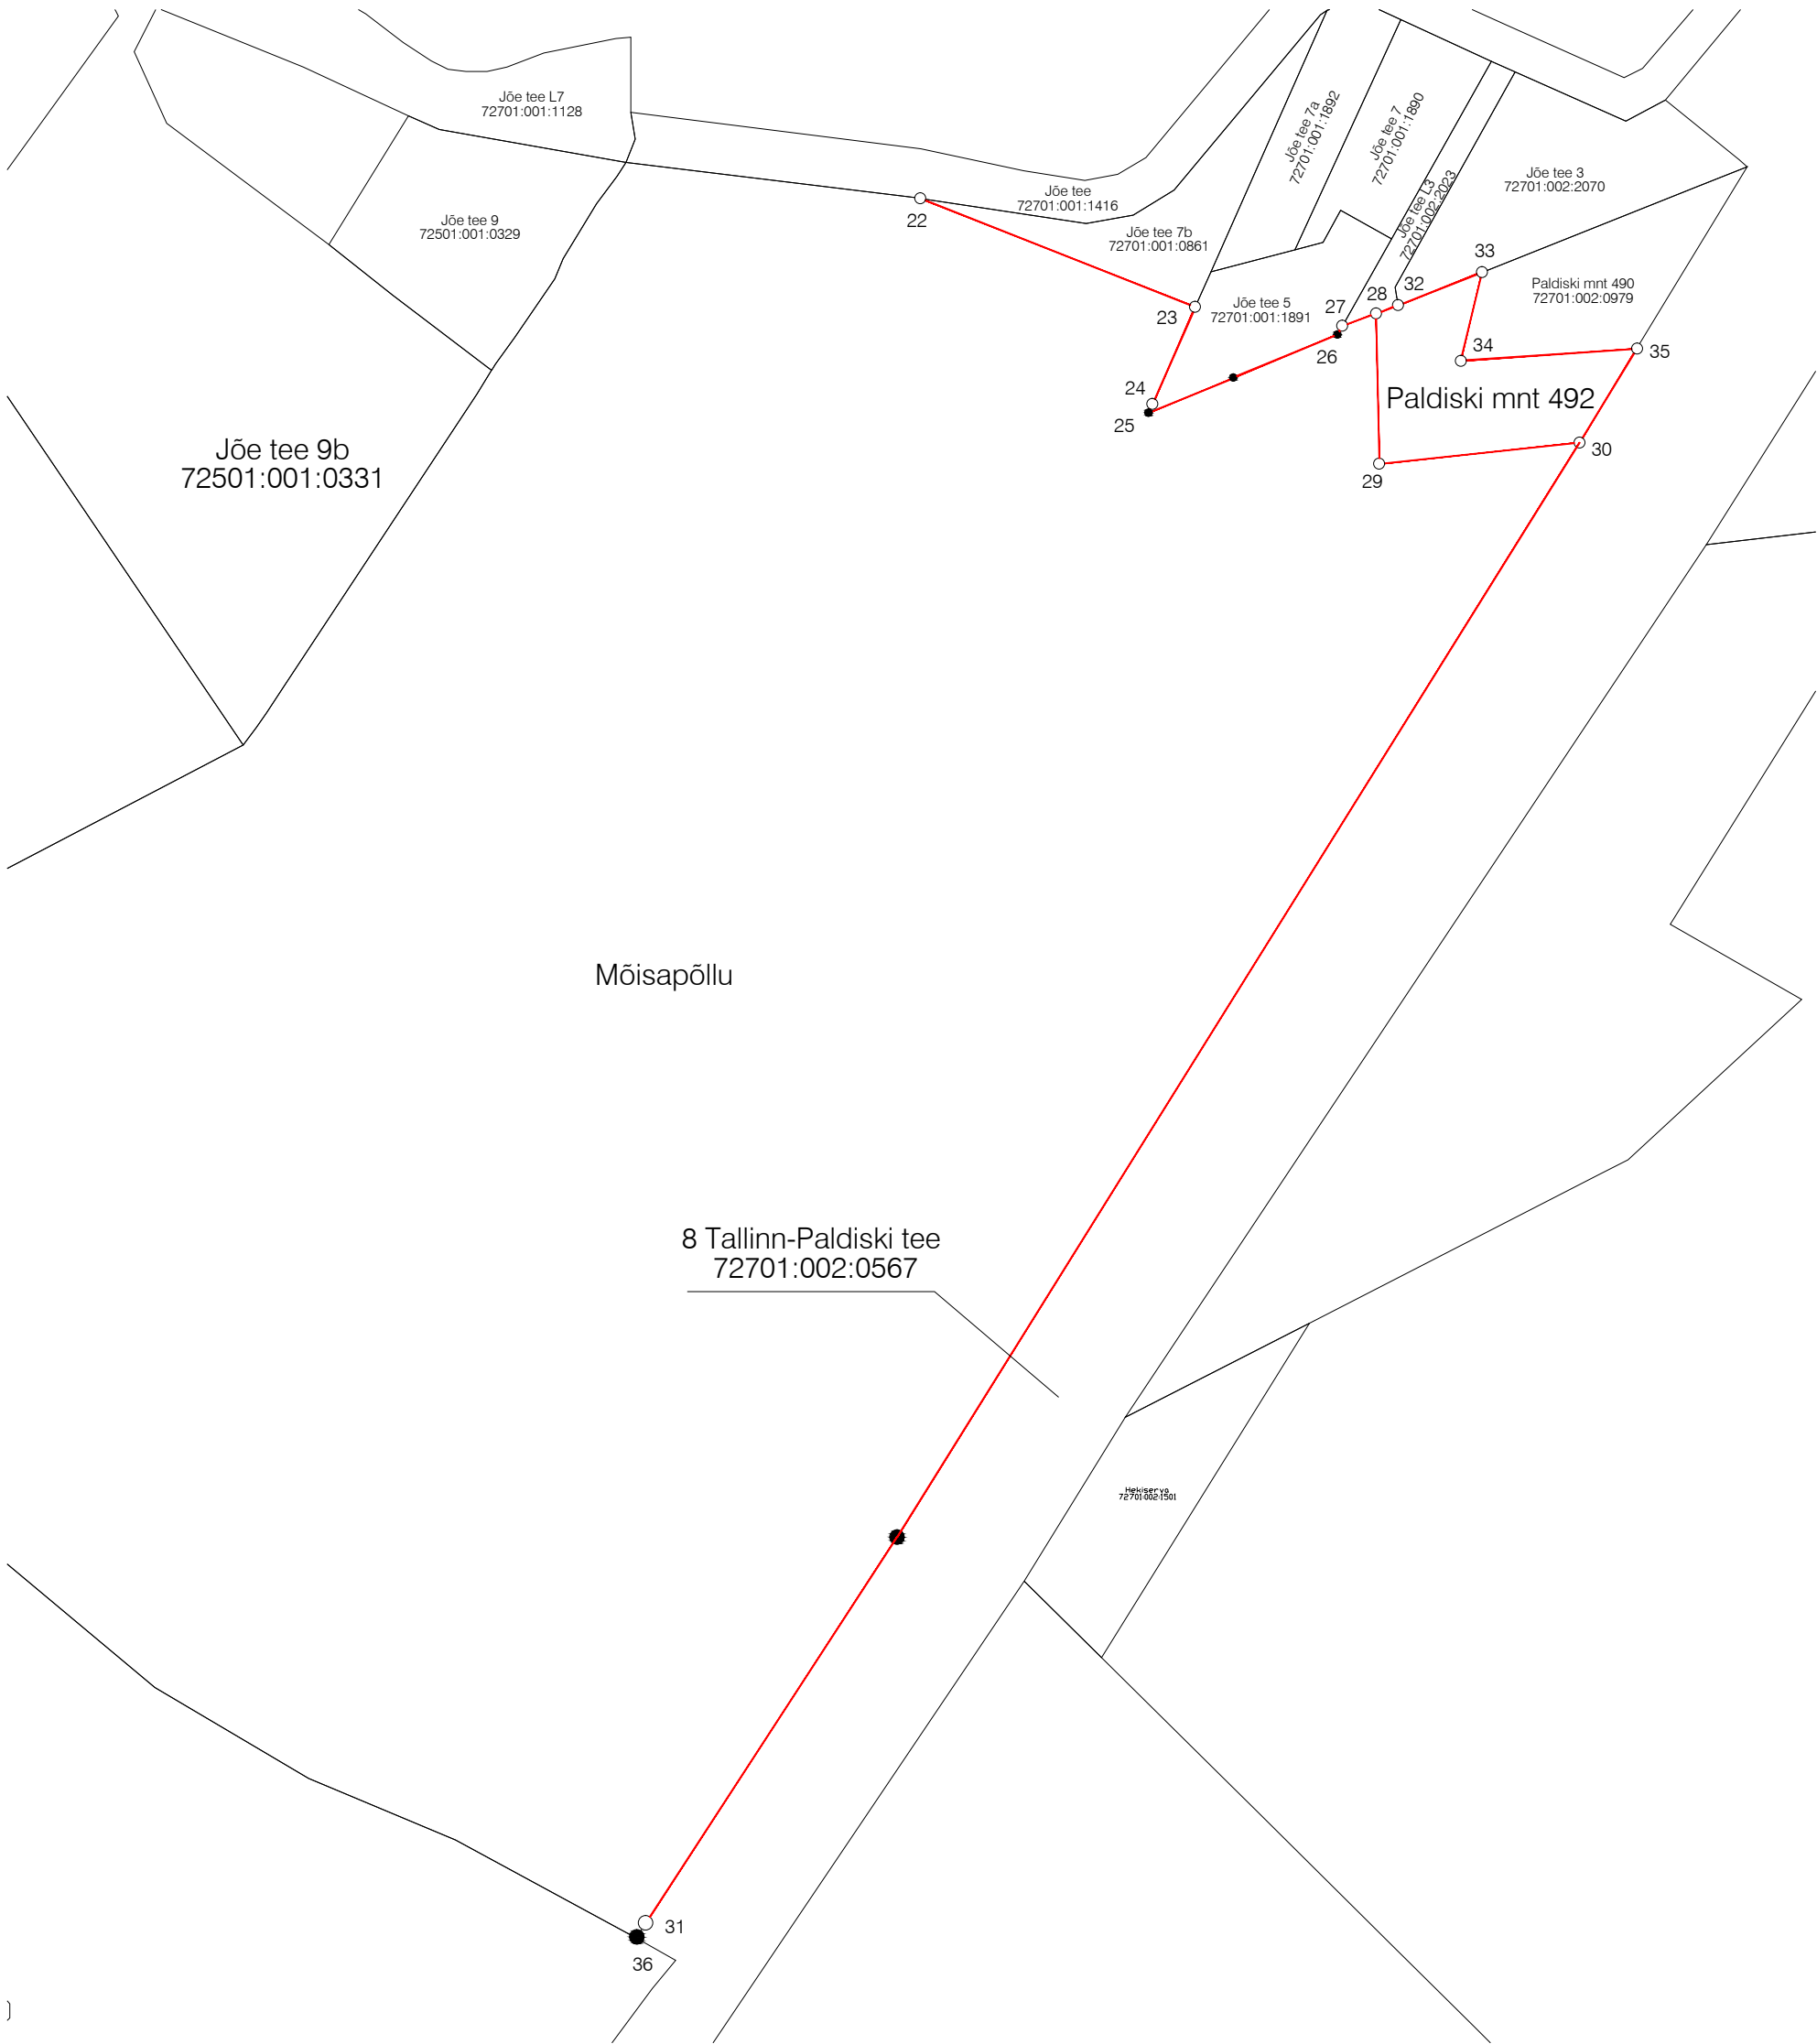 Jõe tee L7
72701:001:1128
Jõe tee 7a
72701:001:1892
Jõe tee 7
72701:001:1890
Jõe tee L3
72701:002:2023
Jõe tee 3
72701:002:2070
Jõe tee
72701:001:1416
Jõe tee 9
72501:001:0329
22
Jõe tee 7b
72701:001:0861
33
Paldiski mnt 490
72701:002:0979
Jõe tee 5
72701:001:1891
23
27
28
32
26
34
35
24
25
Paldiski mnt 492
Jõe tee 9b
72501:001:0331
29
30
Mõisapõllu
8 Tallinn-Paldiski tee
72701:002:0567
Hekiserva
72701:002:1501
31
36